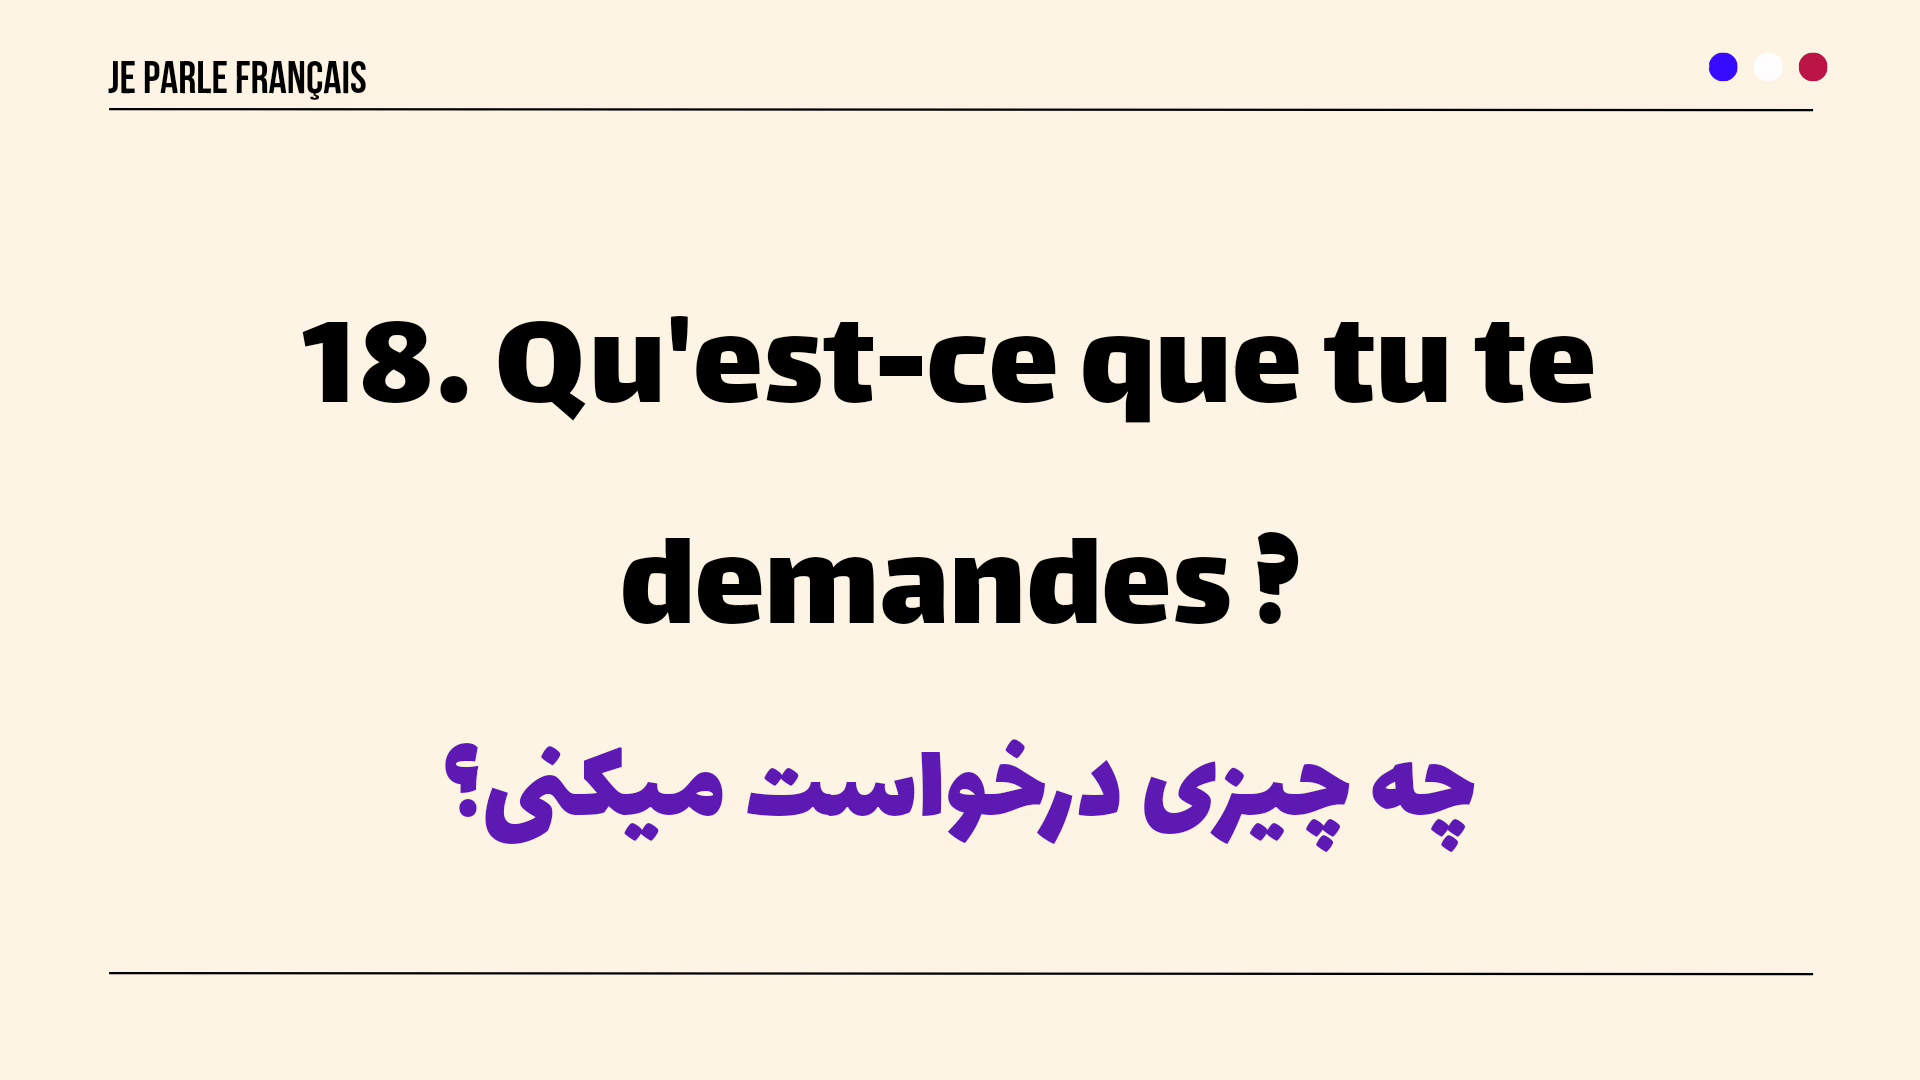 JE PARLE FRANÇAIS
18. Qu'est-ce que tu te
demandes ?
چه چیزی درخواست میکنی؟